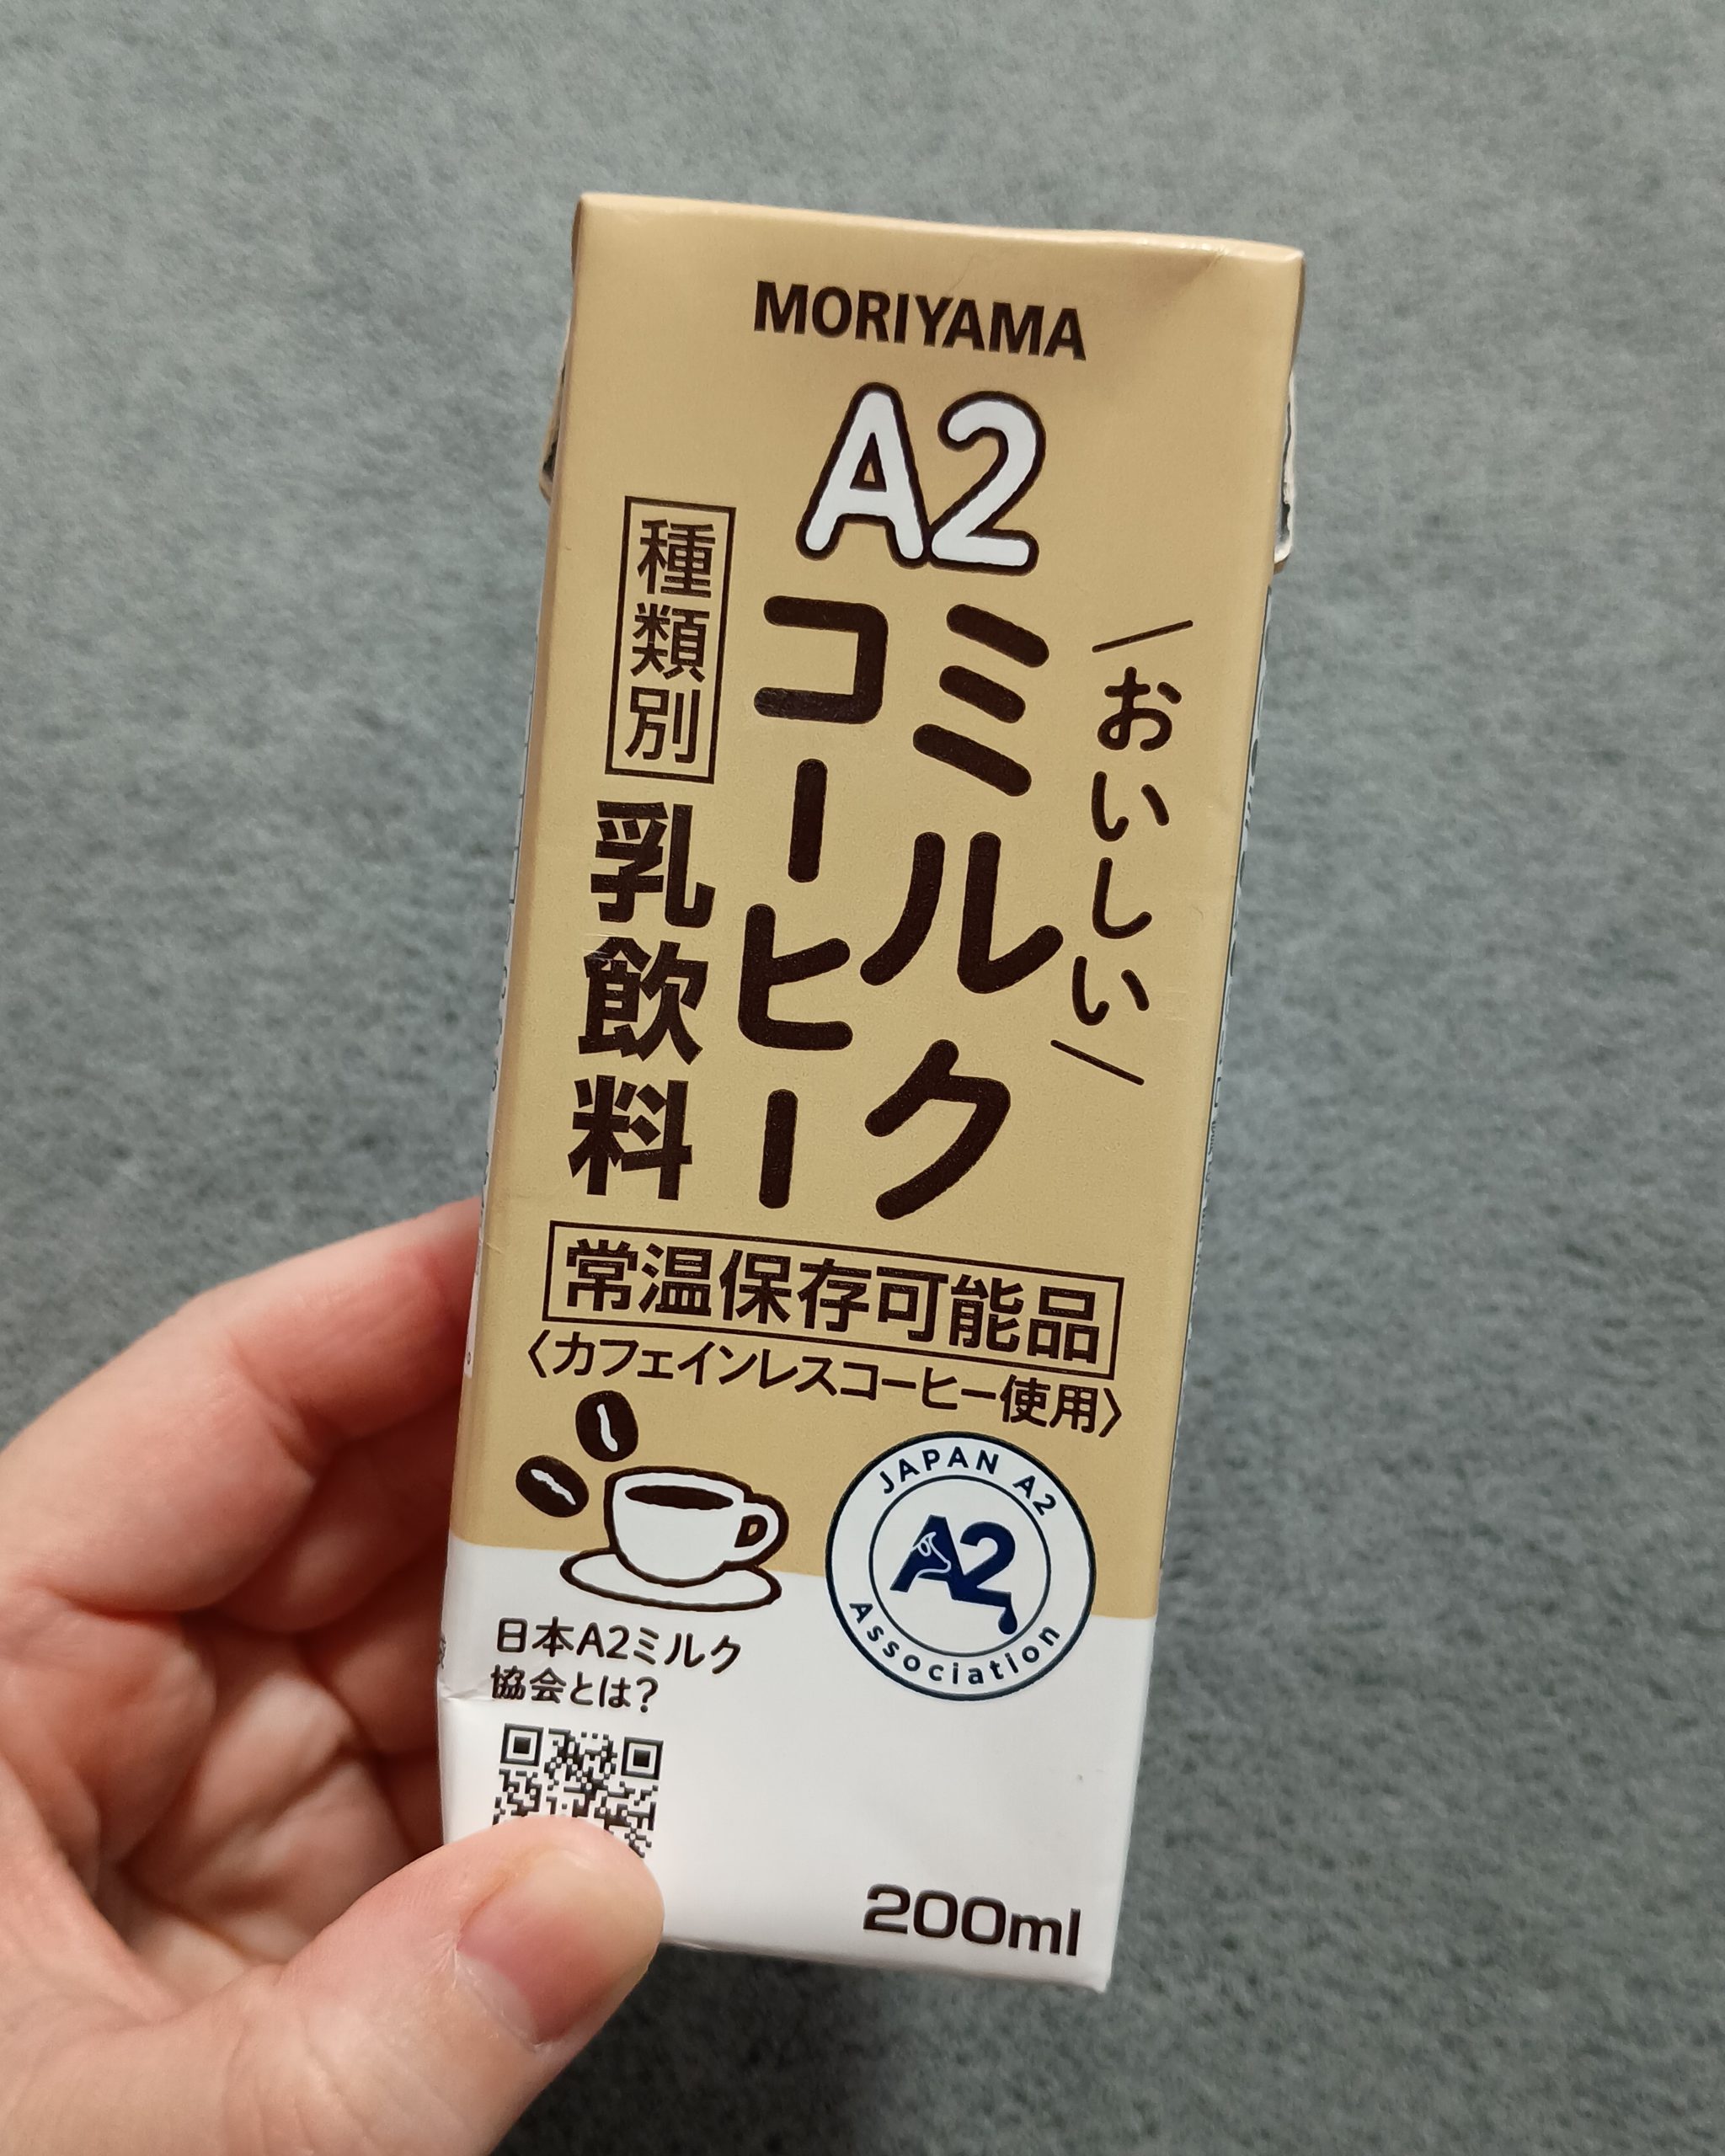 MORIYAMA
A2
おいしい
ミルク
コーヒー
種類別
乳飲料
常温保存可能品
〈カフェインレスコーヒー使用〉
JAPAN A2
A2
Association
日本A2ミルク
協会とは?
200ml